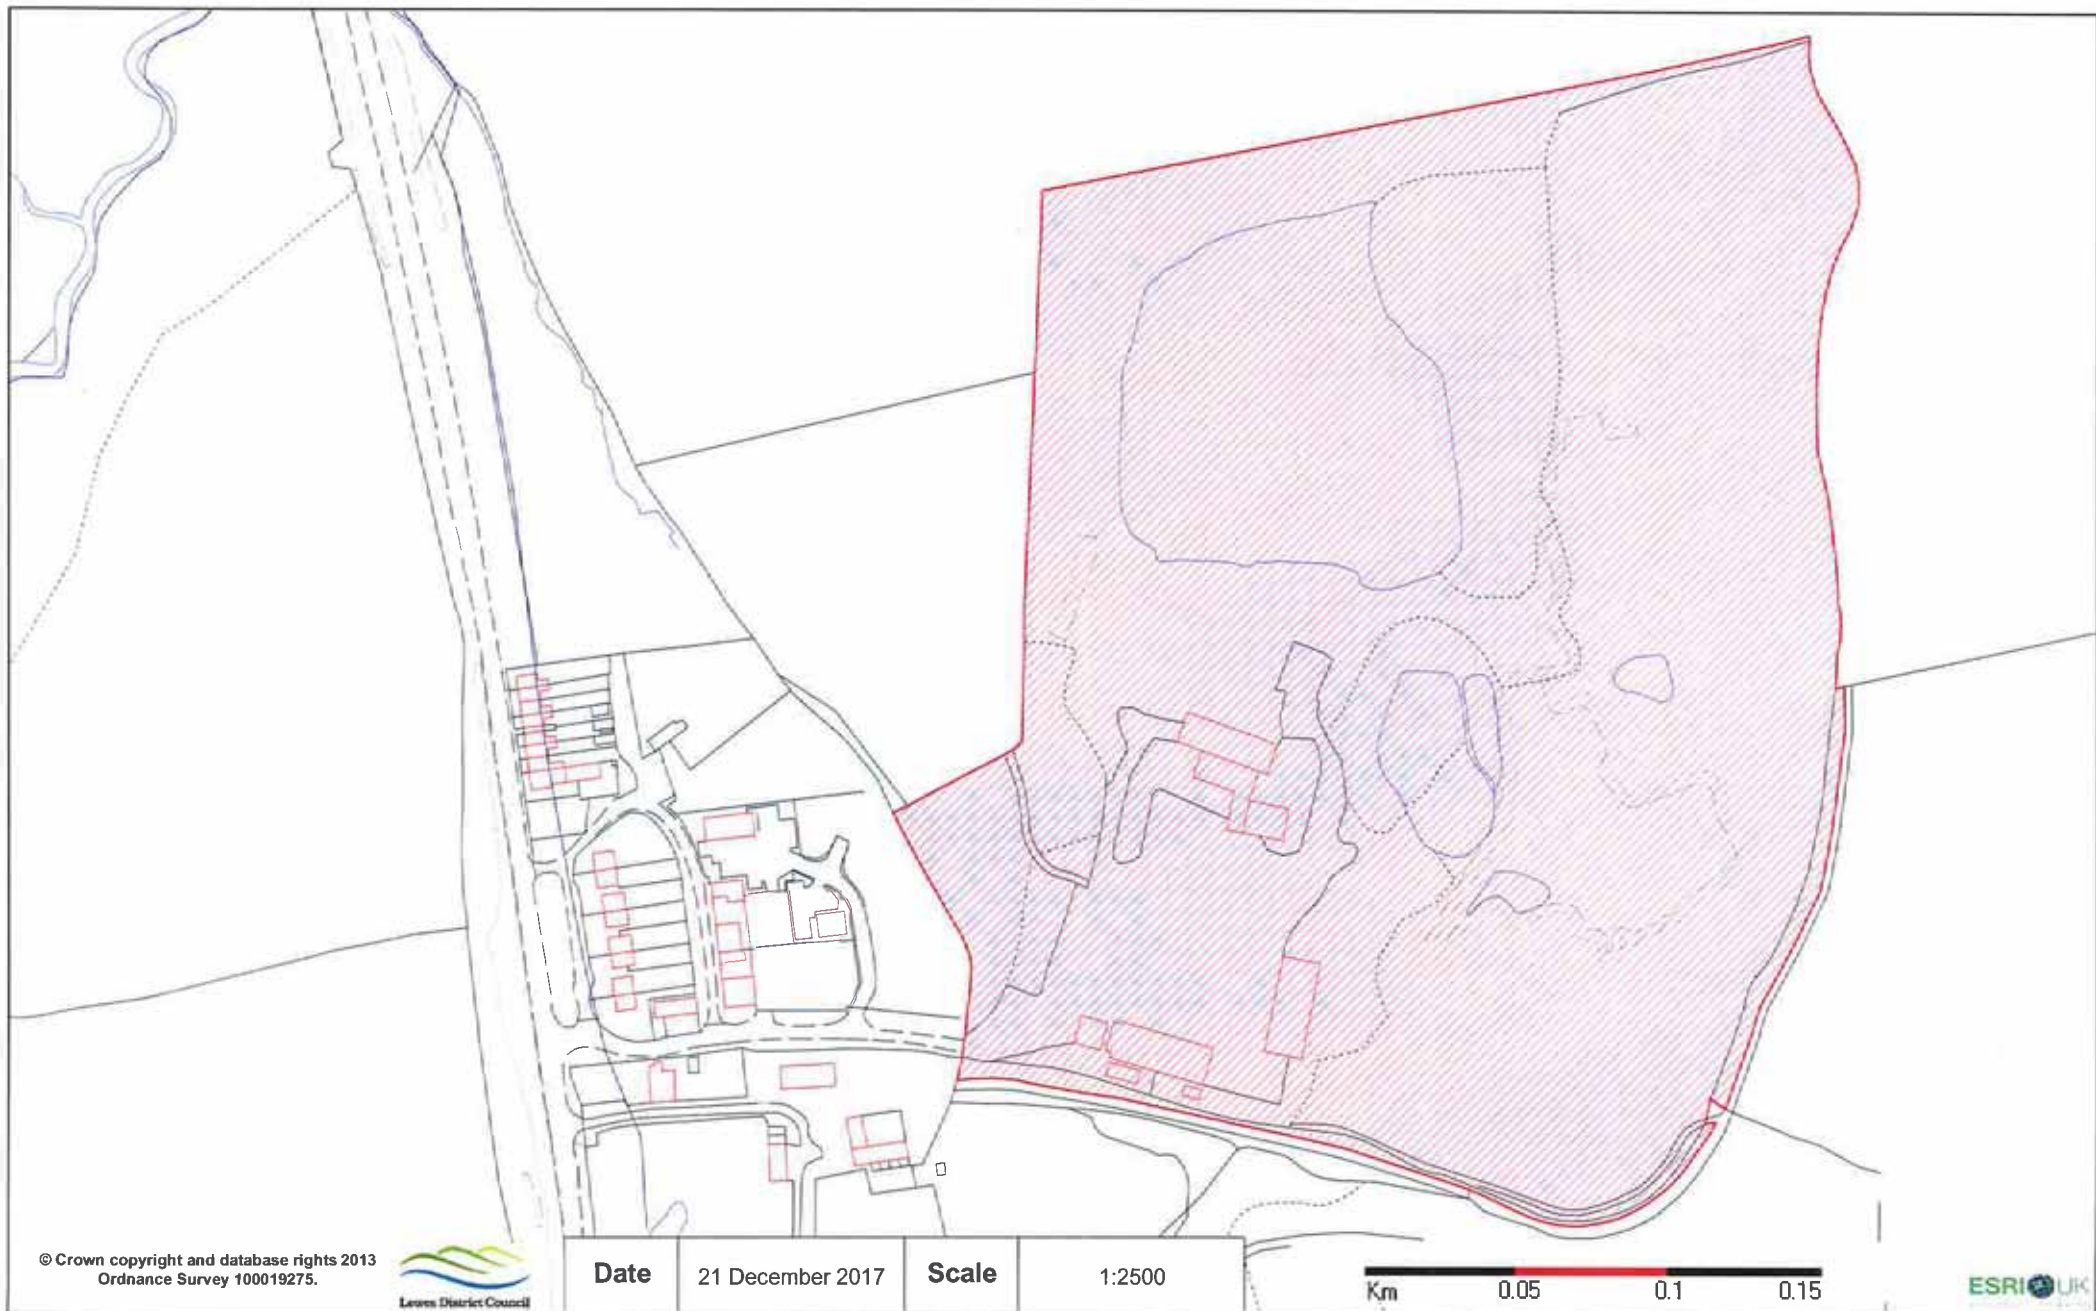 © Crown copyright and database rights 2013
Ordnance Survey 100019275.
Lewes District Council
Date 21 December 2017 Scale 1:2500
Km 0.05 0.1 0.15
ESRI UK